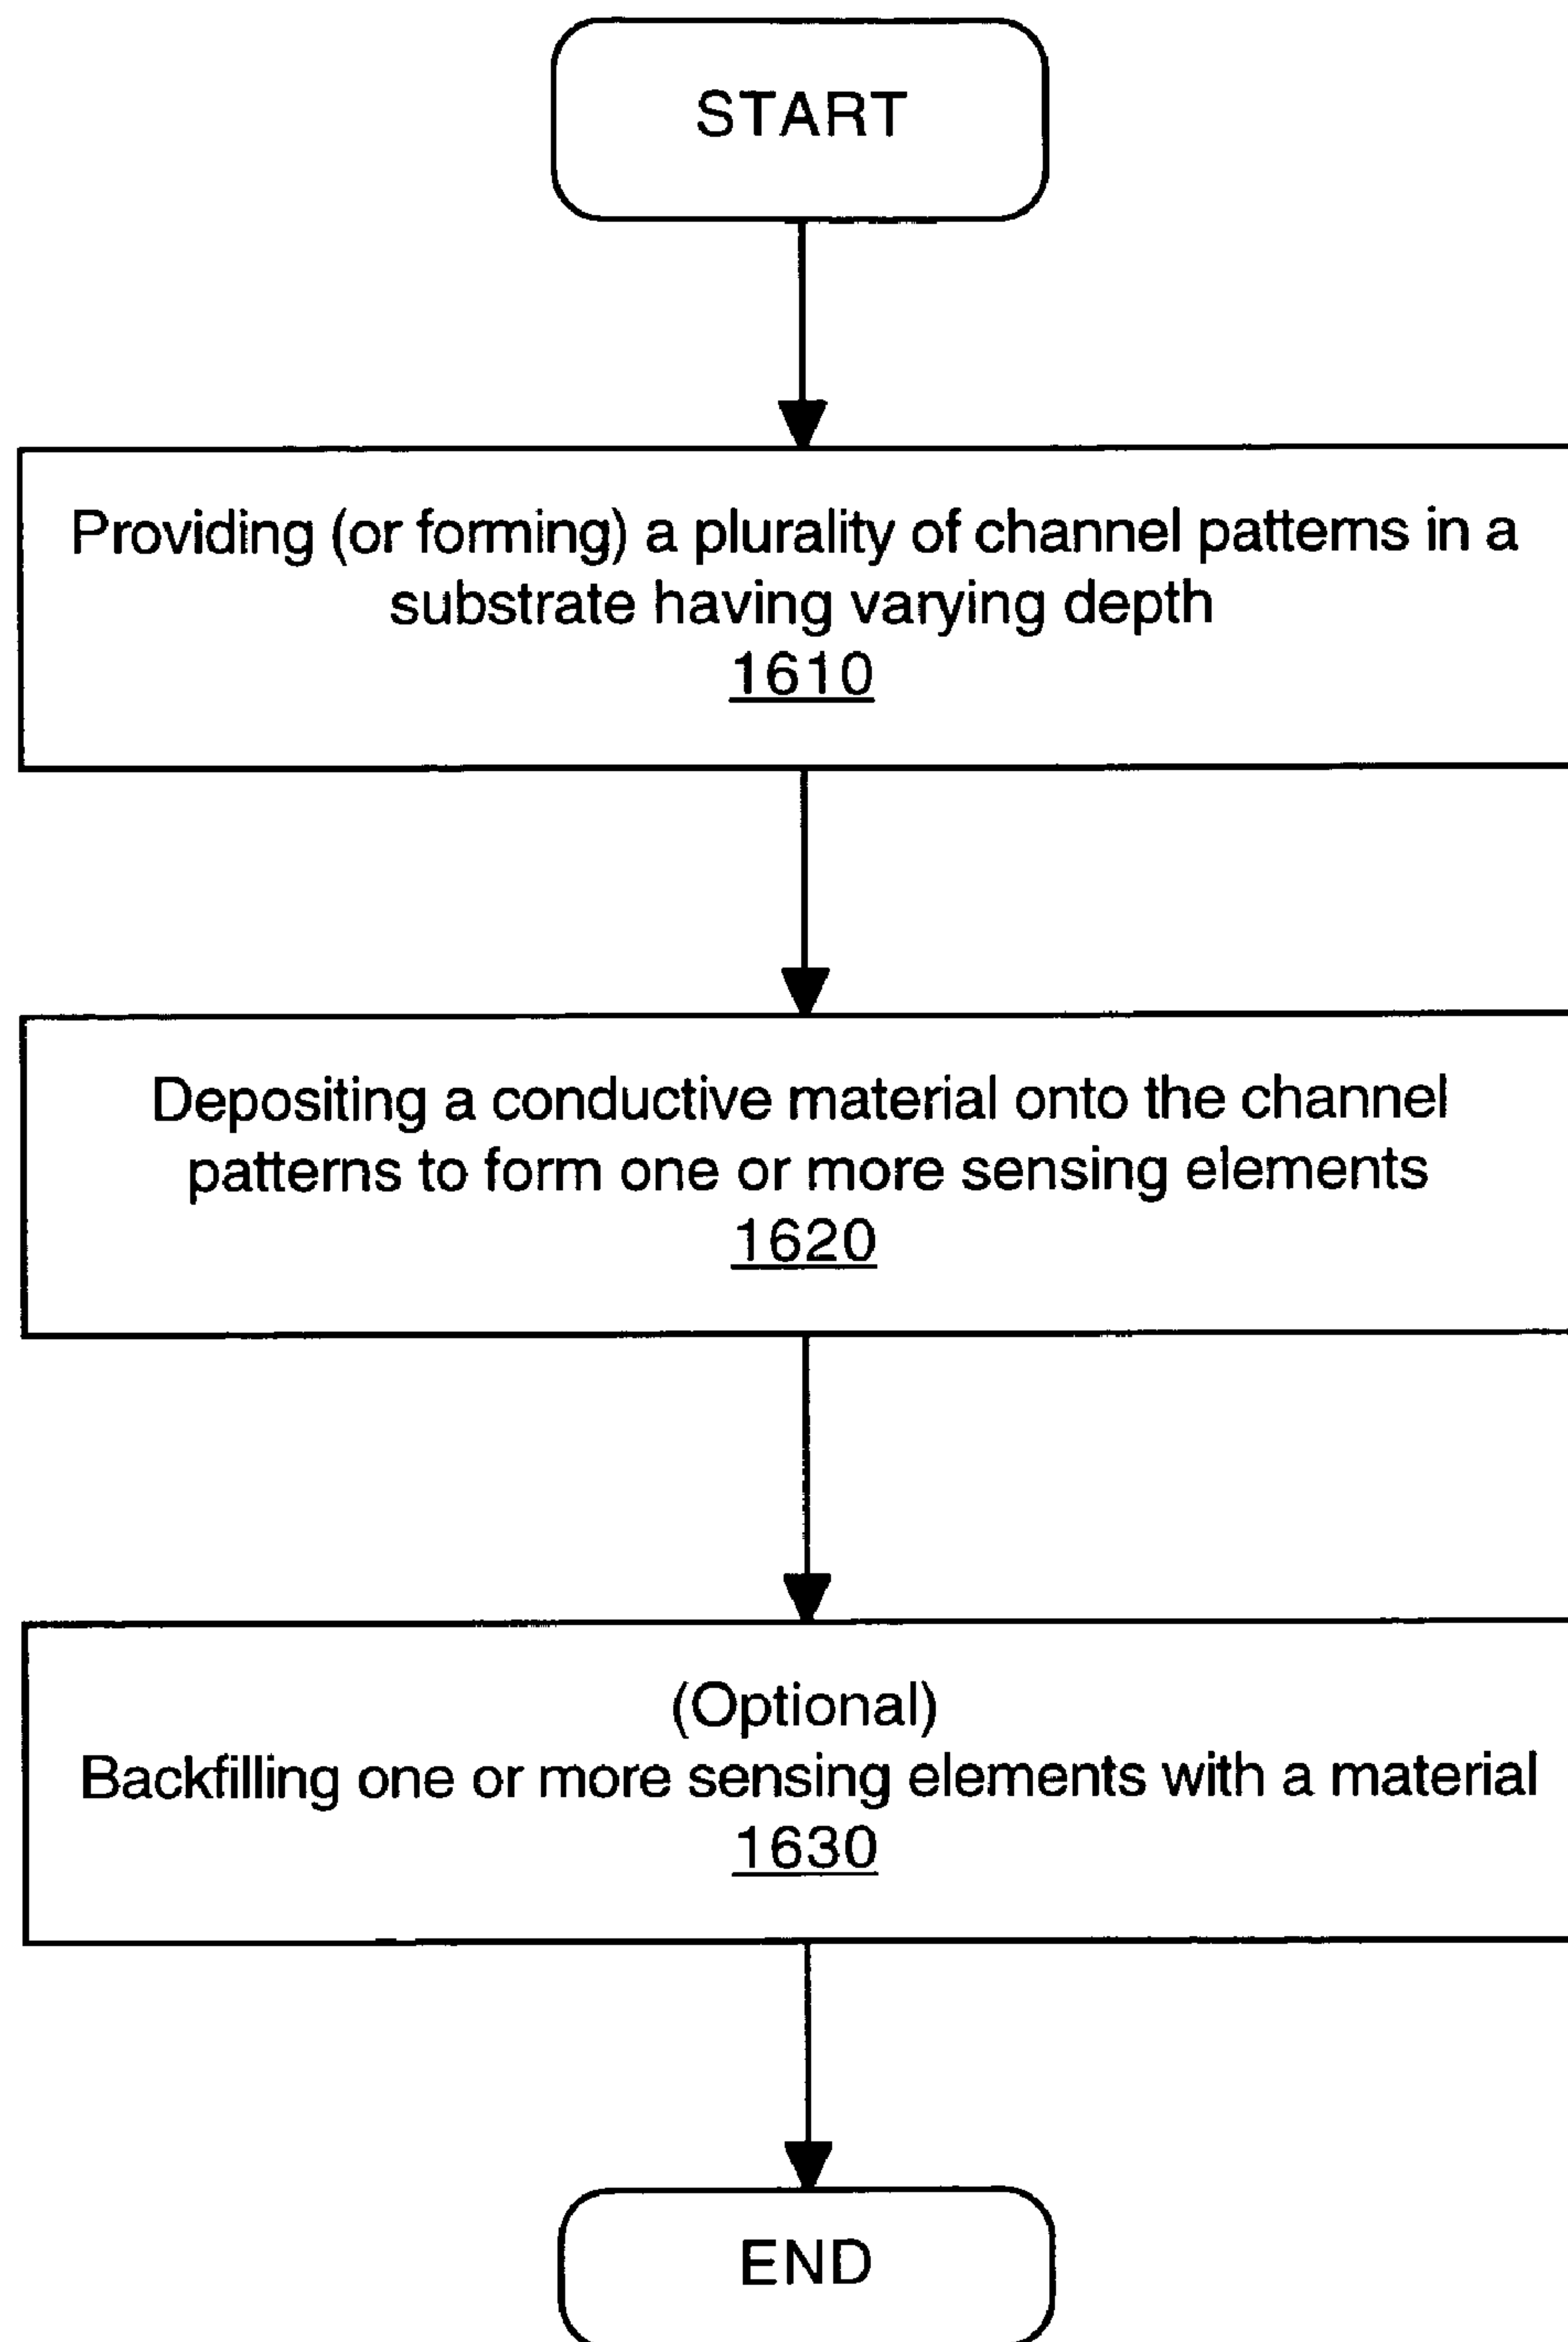 START
Providing (or forming) a plurality of channel patterns in a
substrate having varying depth
1610
Depositing a conductive material onto the channel
patterns to form one or more sensing elements
1620
(Optional)
Backfilling one or more sensing elements with a material
1630
END